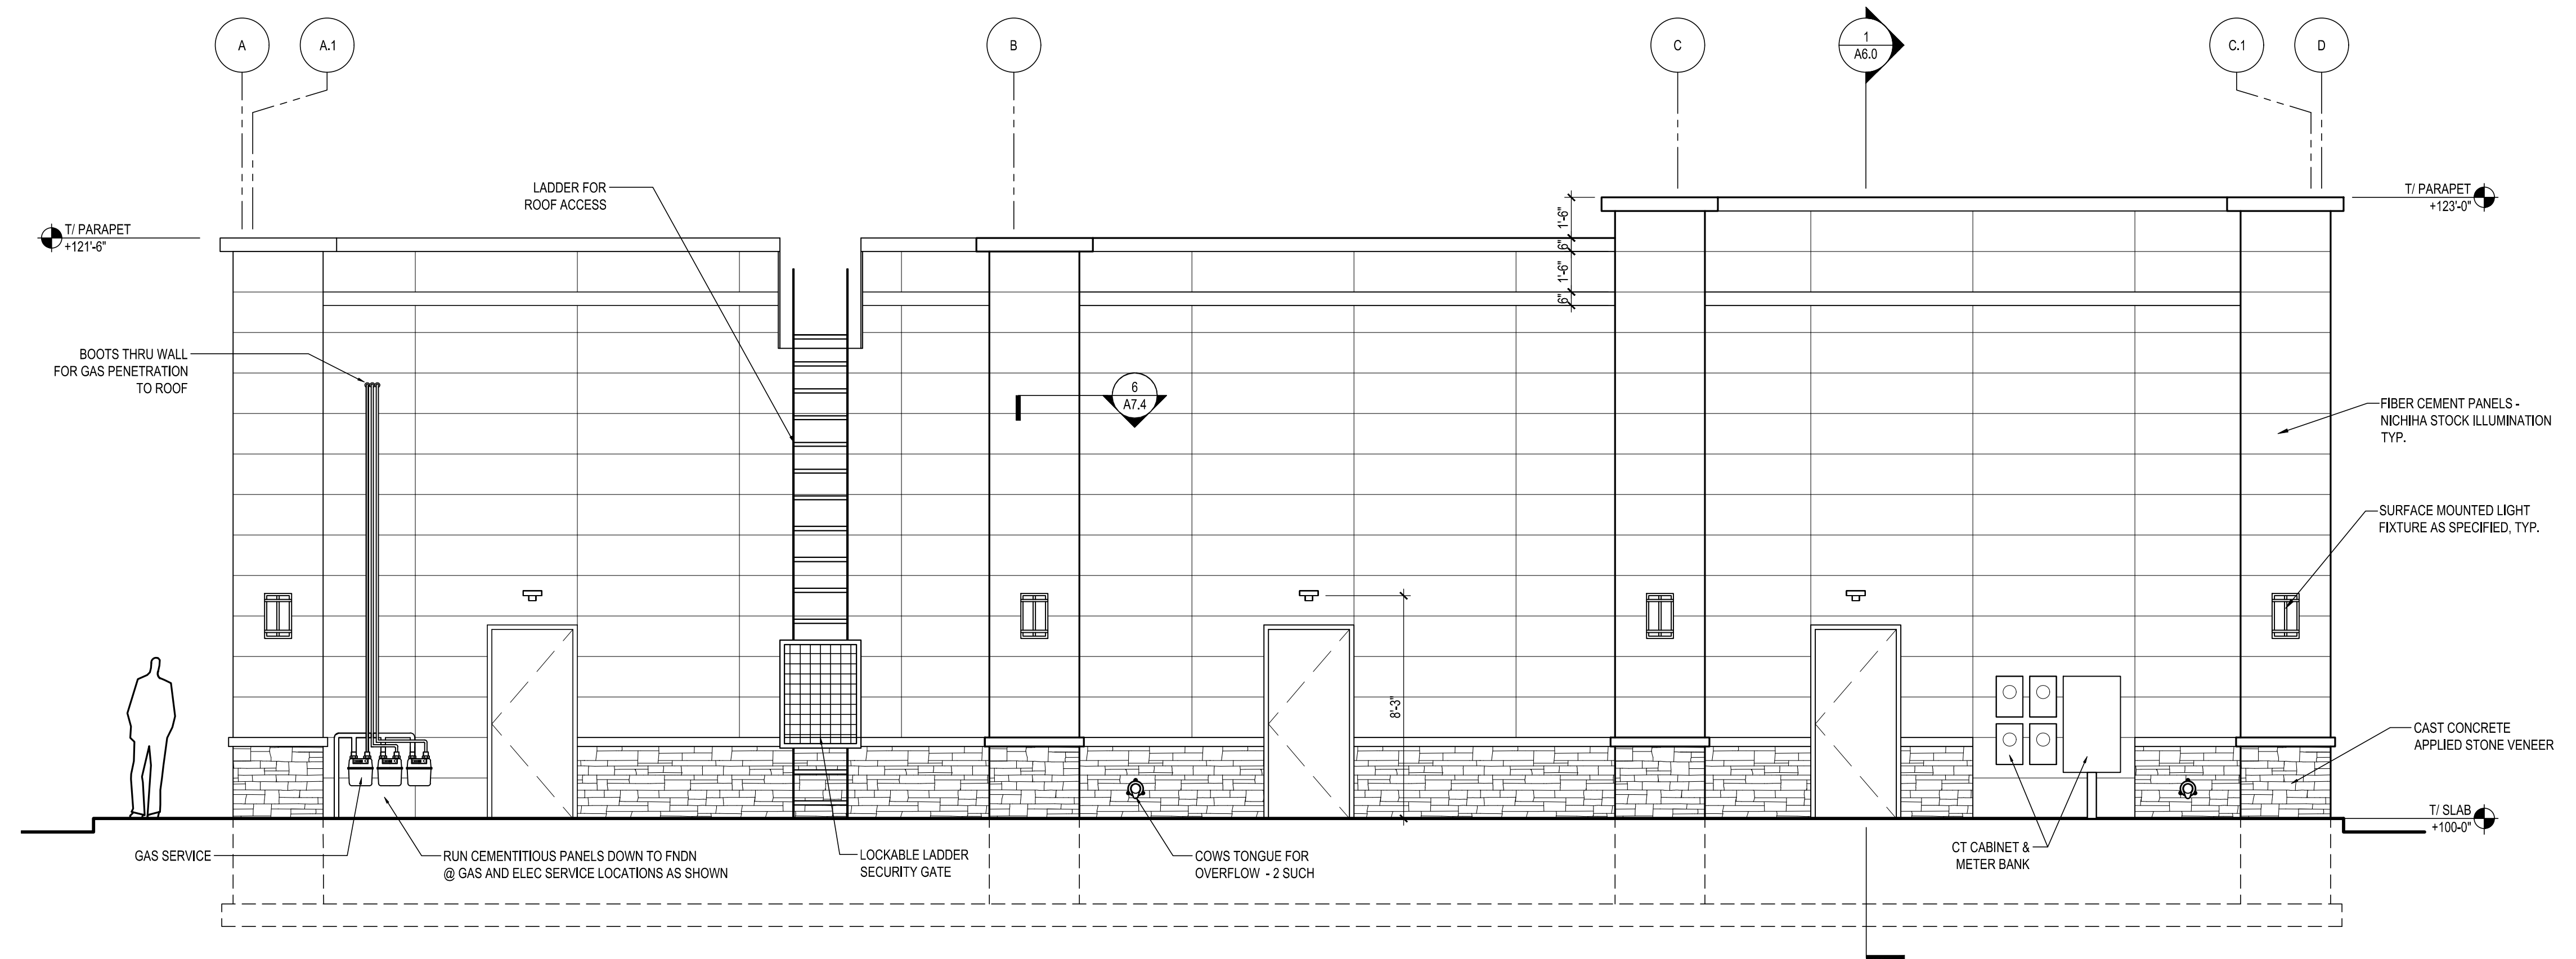 A
A.1
B
C
1
A6.0
C.1
D
LADDER FOR
ROOF ACCESS
T/ PARAPET
+123'-0"
T/ PARAPET
+121'-6"
1'-6"
6"
1'-6"
6"
BOOTS THRU WALL
FOR GAS PENETRATION
TO ROOF
6
A7.4
FIBER CEMENT PANELS -
NICHIHA STOCK ILLUMINATION
TYP.
SURFACE MOUNTED LIGHT
FIXTURE AS SPECIFIED, TYP.
8'-3"
CAST CONCRETE
APPLIED STONE VENEER
T/ SLAB
+100-0"
GAS SERVICE
RUN CEMENTITIOUS PANELS DOWN TO FNDN
@ GAS AND ELEC SERVICE LOCATIONS AS SHOWN
LOCKABLE LADDER
SECURITY GATE
COWS TONGUE FOR
OVERFLOW - 2 SUCH
CT CABINET &
METER BANK